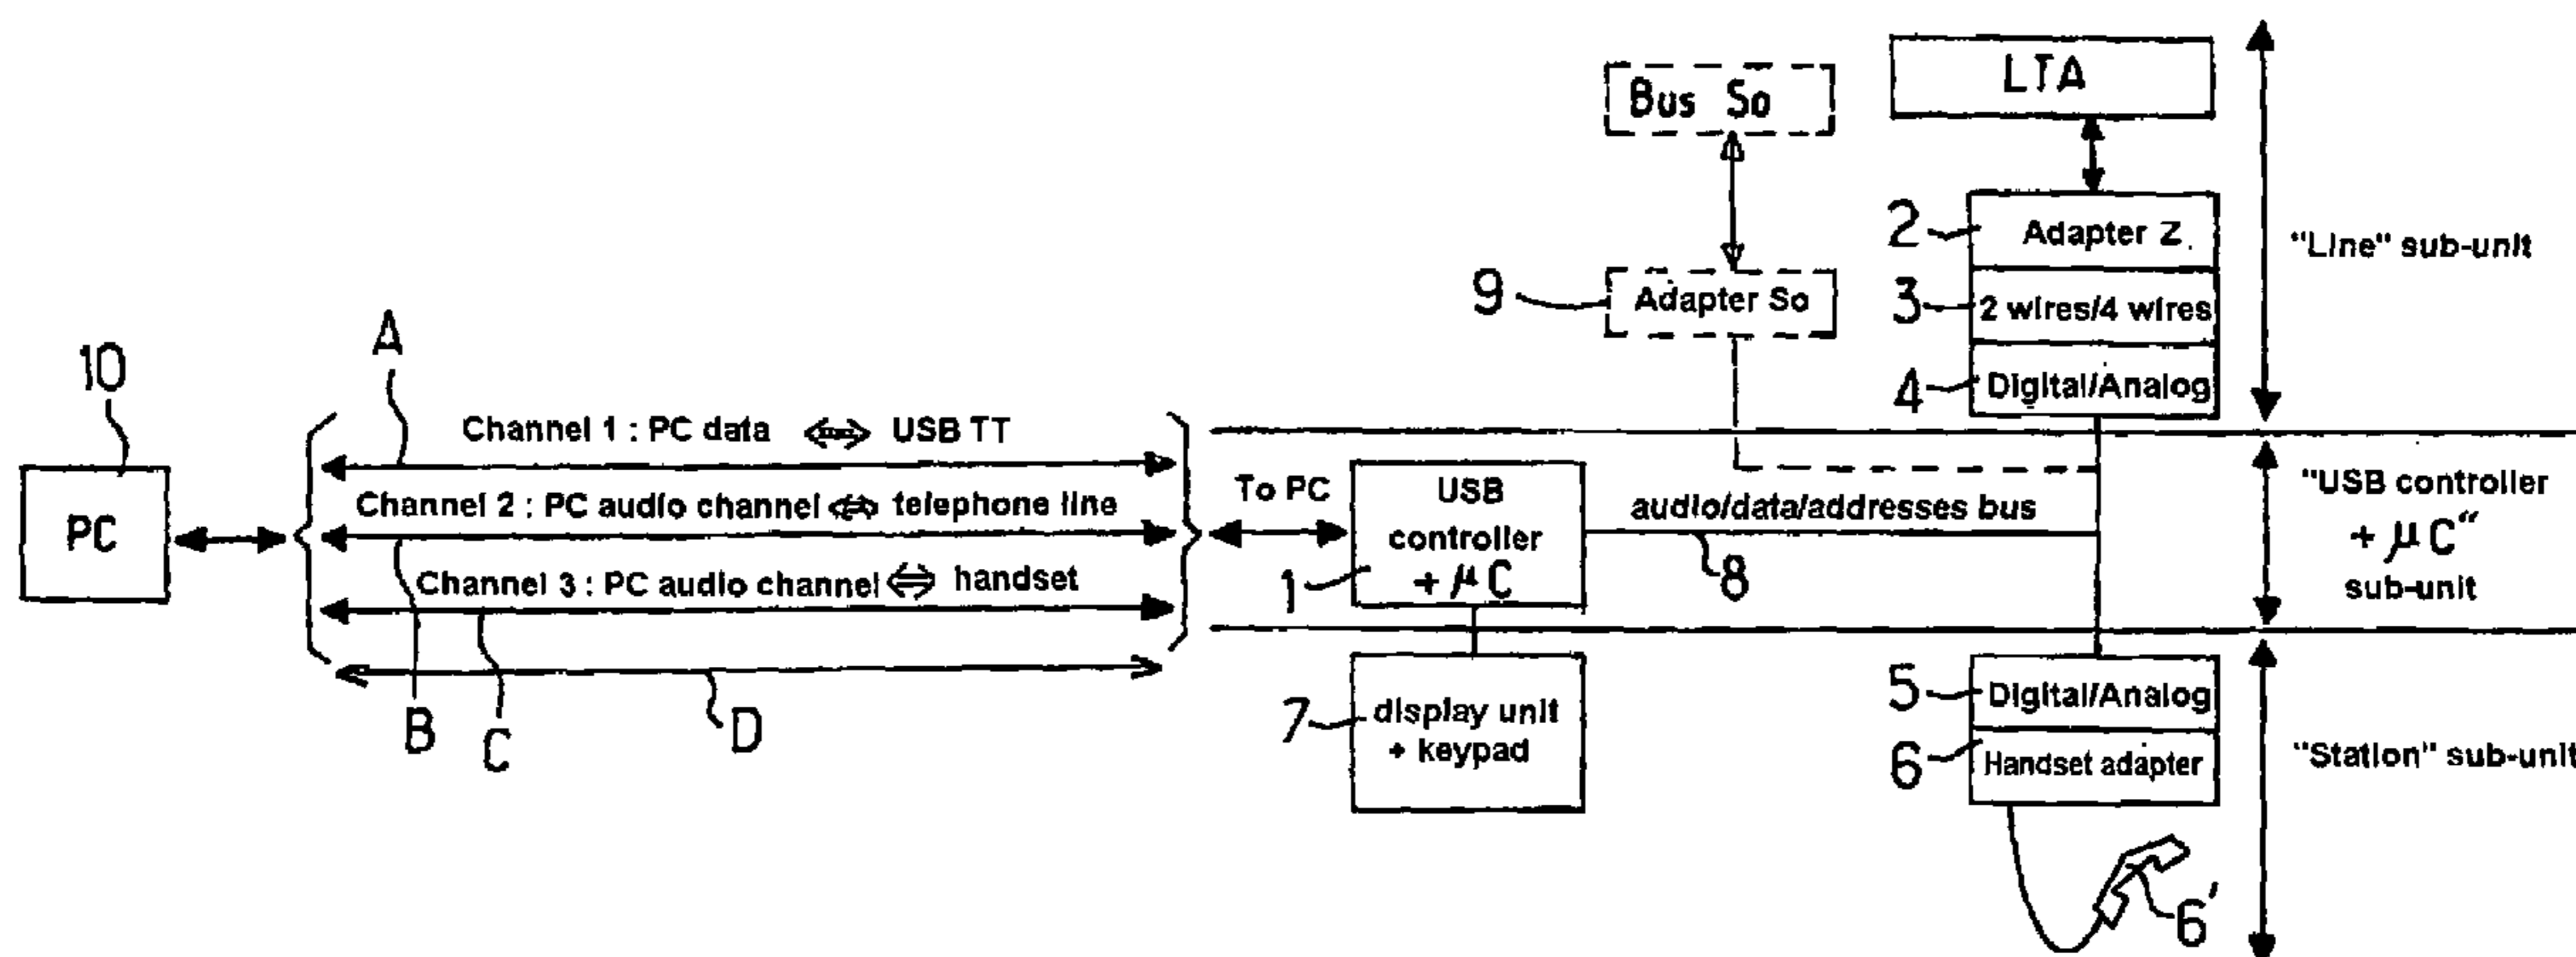 LTA
Bus So
2
Adapter Z
"Line" sub-unit
9
Adapter So
3
2 wires/4 wires
A
10
4
Digital/Analog
Channel 1 : PC data ⇔ USB TT
To PC
USB
controller
+ μC
"USB controller
+ μC"
sub-unit
PC
Channel 2 : PC audio channel ⇔ telephone line
audio/data/addresses bus
Channel 3 : PC audio channel ⇔ handset
1
8
B
C
D
7
display unit
+ keypad
5
Digital/Analog
6
Handset adapter
"Station" sub-unit
6'